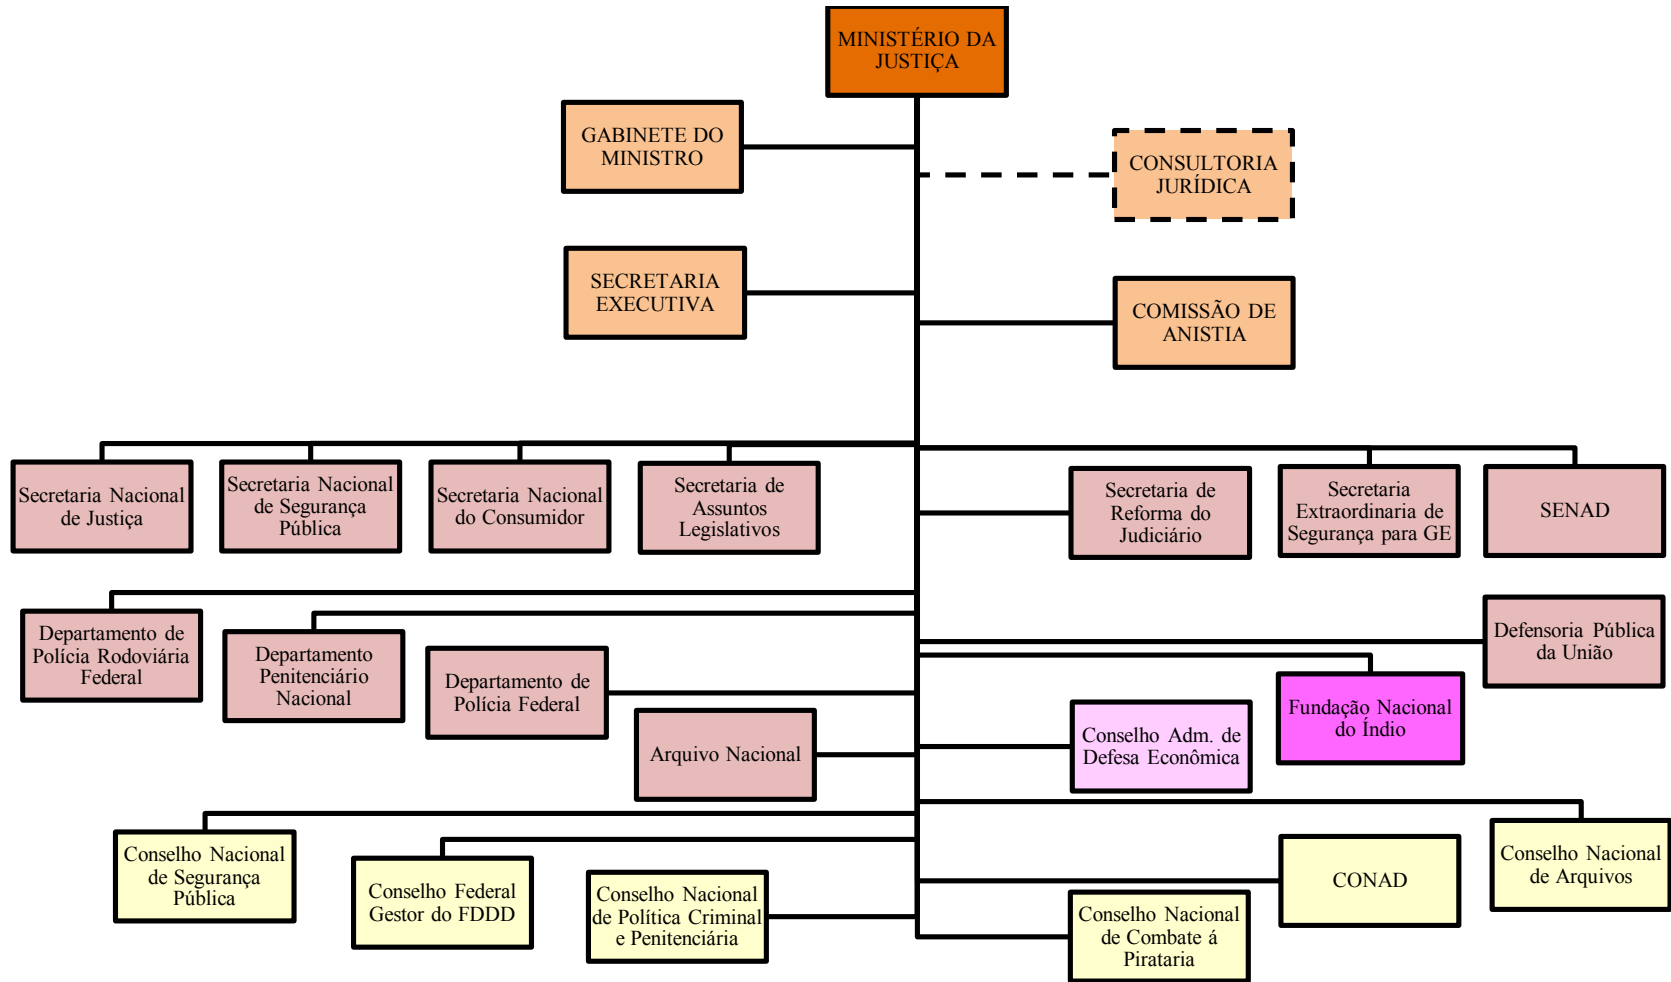 MINISTÉRIO DA
JUSTIÇA
GABINETE DO
MINISTRO
CONSULTORIA
JURÍDICA
SECRETARIA
EXECUTIVA
COMISSÃO DE
ANISTIA
Secretaria Nacional
de Justiça
Secretaria Nacional
de Segurança
Pública
Secretaria Nacional
do Consumidor
Secretaria de
Assuntos
Legislativos
Secretaria de
Reforma do
Judiciário
Secretaria
Extraordinaria de
Segurança para GE
SENAD
Departamento de
Polícia Rodoviária
Federal
Departamento
Penitenciário
Nacional
Departamento de
Polícia Federal
Arquivo Nacional
Conselho Adm. de
Defesa Econômica
Fundação Nacional
do Índio
Defensoria Pública
da União
Conselho Nacional
de Segurança
Pública
Conselho Federal
Gestor do FDDD
Conselho Nacional
de Política Criminal
e Penitenciária
Conselho Nacional
de Combate á
Pirataria
CONAD
Conselho Nacional
de Arquivos